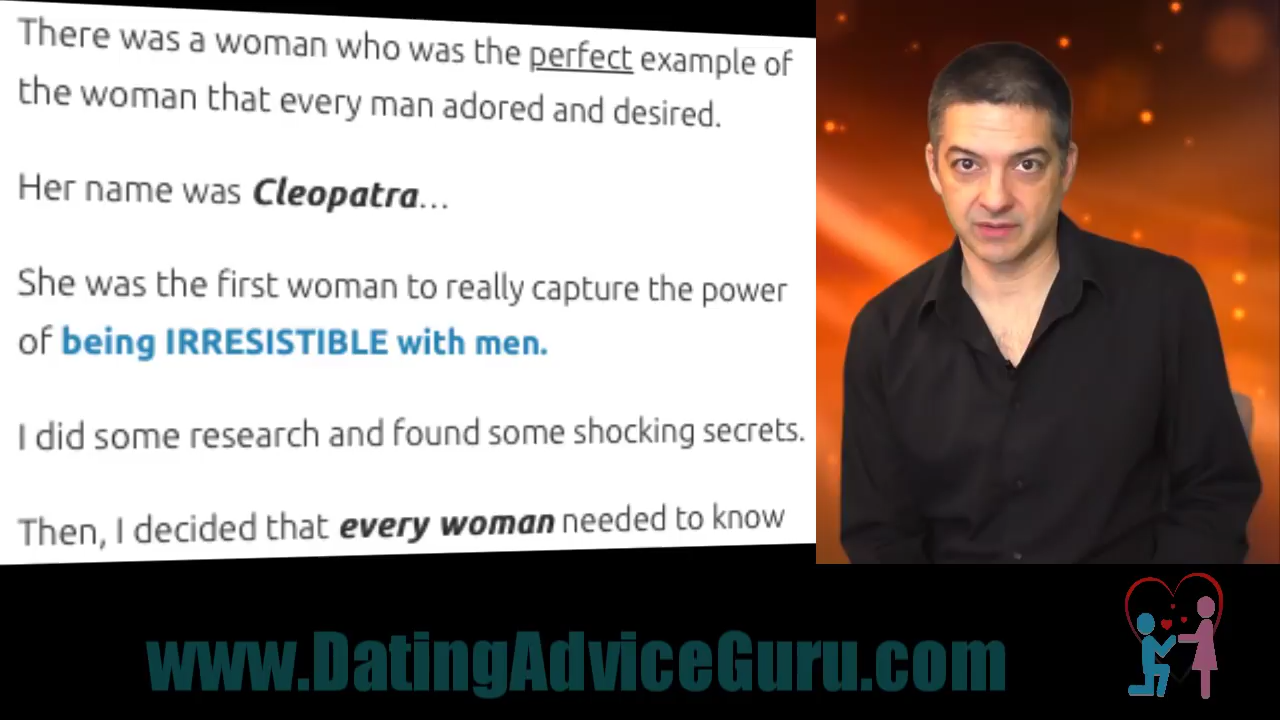 There was a woman who was the perfect example of
the woman that every man adored and desired.
Her name was Cleopatra...
She was the first woman to really capture the power
of being IRRESISTIBLE with men.
I did some research and found some shocking secrets.
Then, I decided that every woman needed to know
www.DatingAdviceGuru.com